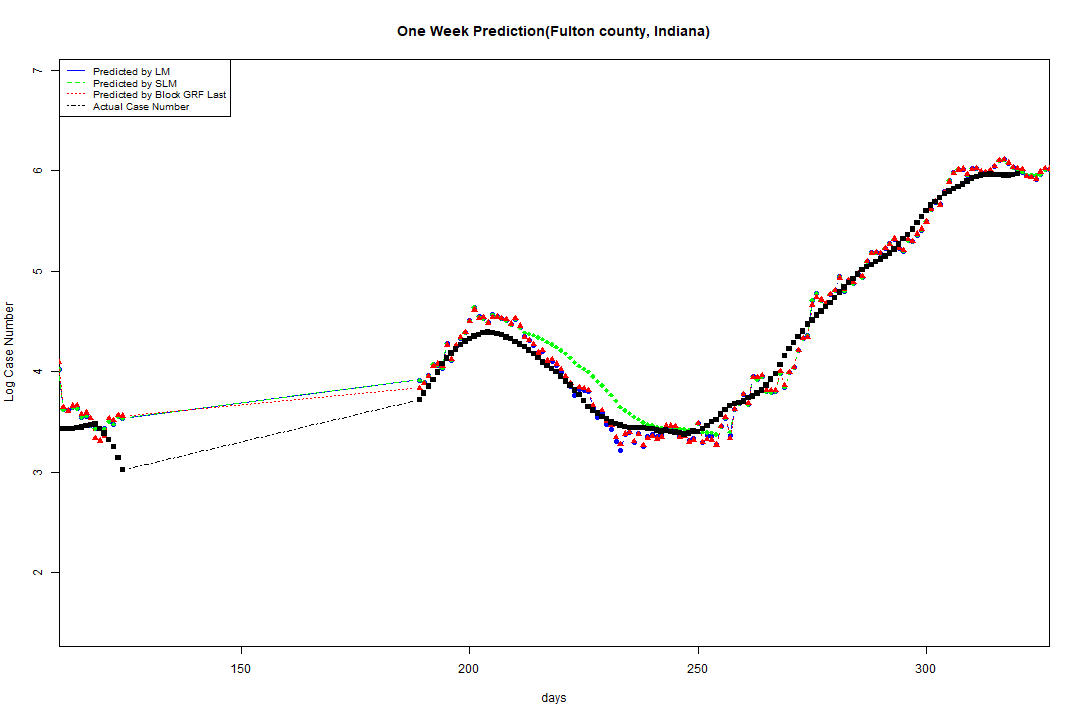 One Week Prediction(Fulton county, Indiana)
Predicted by LM
Predicted by SLM
Predicted by Block GRF Last
Actual Case Number
7
6
5
4
3
2
Log Case Number
150 200 250 300
days